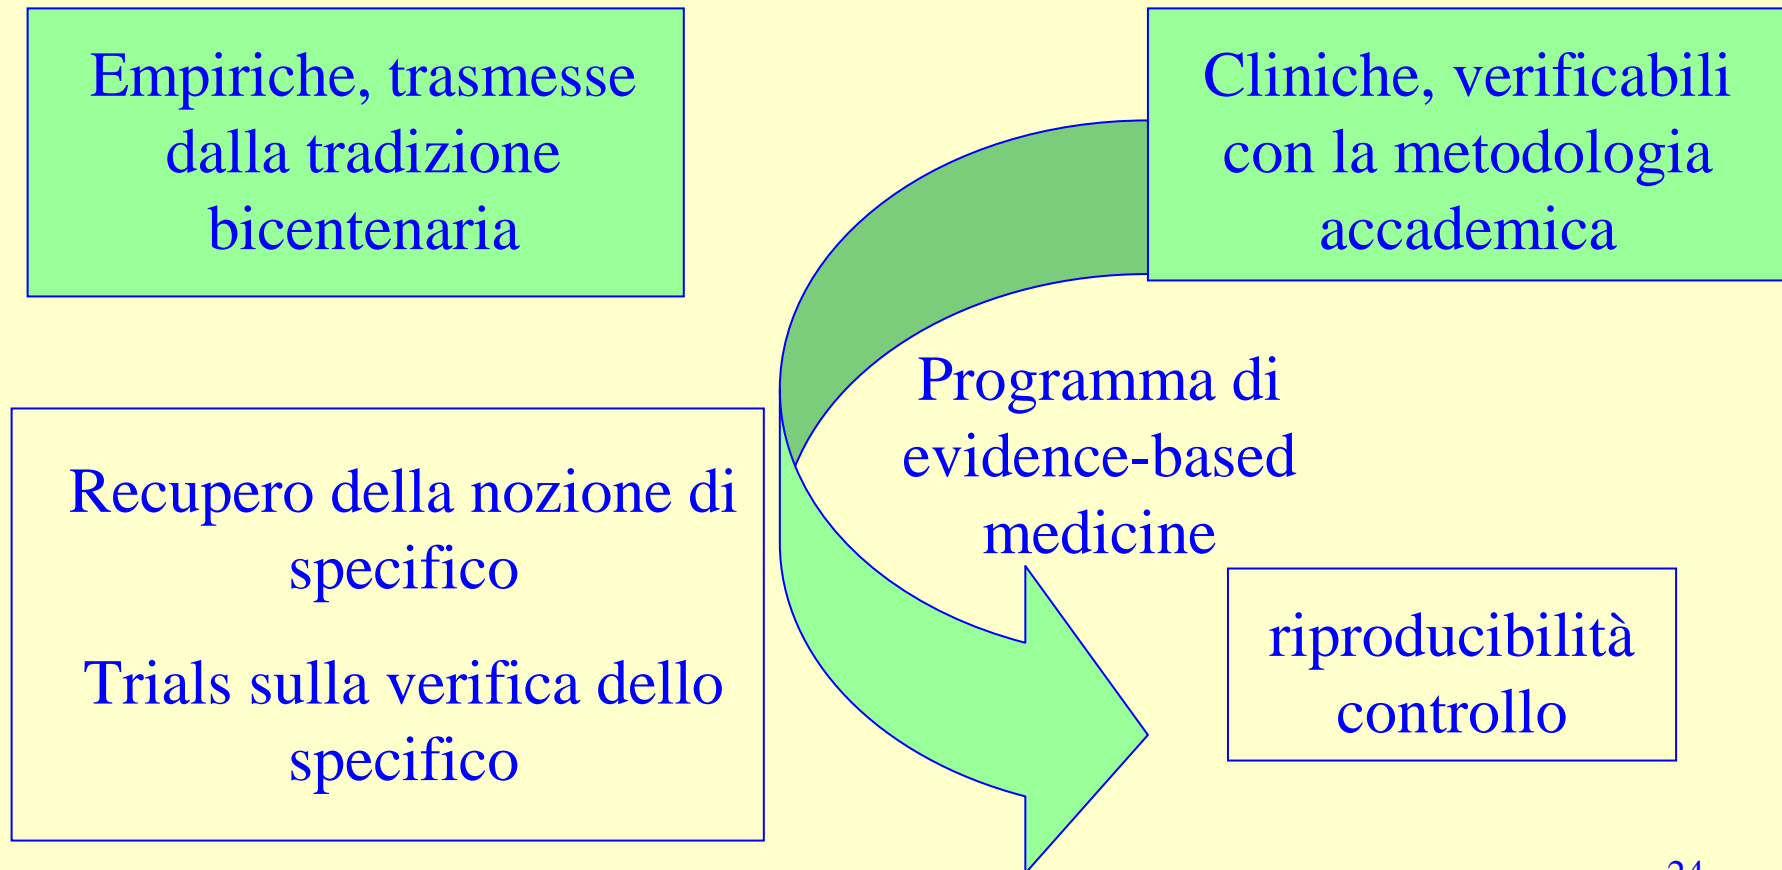 Empiriche, trasmesse
dalla tradizione
bicentenaria
Cliniche, verificabili
con la metodologia
accademica
Programma di
evidence-based
medicine
Recupero della nozione di
specifico
Trials sulla verifica dello
specifico
riproducibilità
controllo